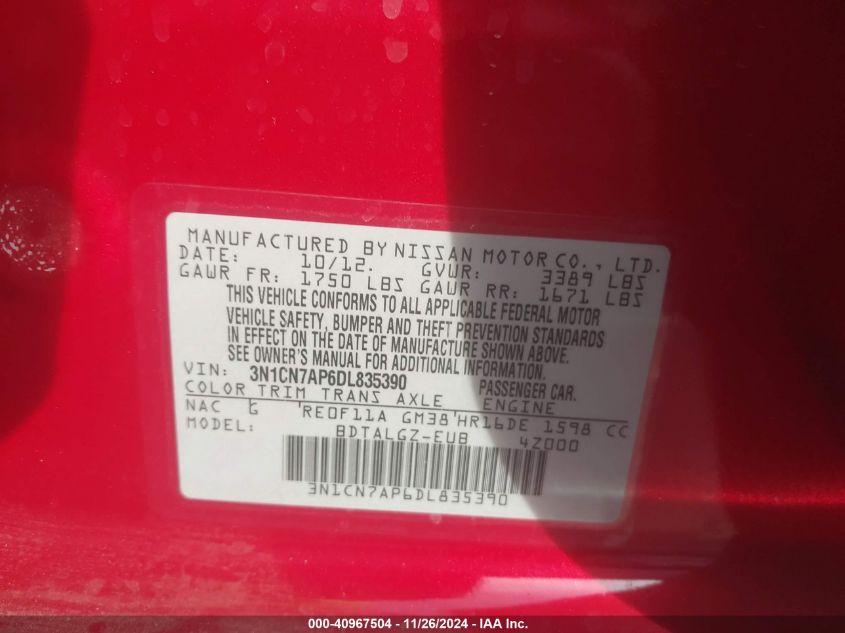 MANUFACTURED BY NISSAN MOTOR CO., LTD.
DATE: 10/12. GVWR: 3389 LBS
GAWR FR: 1750 LBS GAWR RR: 1671 LBS
THIS VEHICLE CONFORMS TO ALL APPLICABLE FEDERAL MOTOR
VEHICLE SAFETY, BUMPER AND THEFT PREVENTION STANDARDS
IN EFFECT ON THE DATE OF MANUFACTURE SHOWN ABOVE.
SEE OWNER'S MANUAL FOR ADDITIONAL INFORMATION.
VIN: 3N1CN7AP6DL835390 PASSENGER CAR.
COLOR TRIM TRANS AXLE ENGINE
NAC G RE0F11A GM38 HR16DE 1598 CC
MODEL: BDTALGZ-EUB 4Z000
3N1CN7AP6DL835390
000-40967504 - 11/26/2024 - IAA Inc.